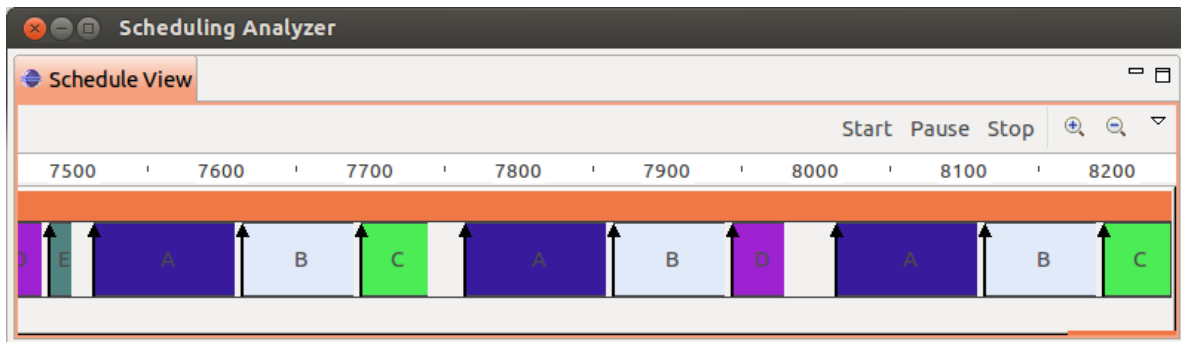 Scheduling Analyzer
Schedule View
Start Pause Stop
7500 7600 7700 7800 7900 8000 8100 8200
D E A B C A B D A B C